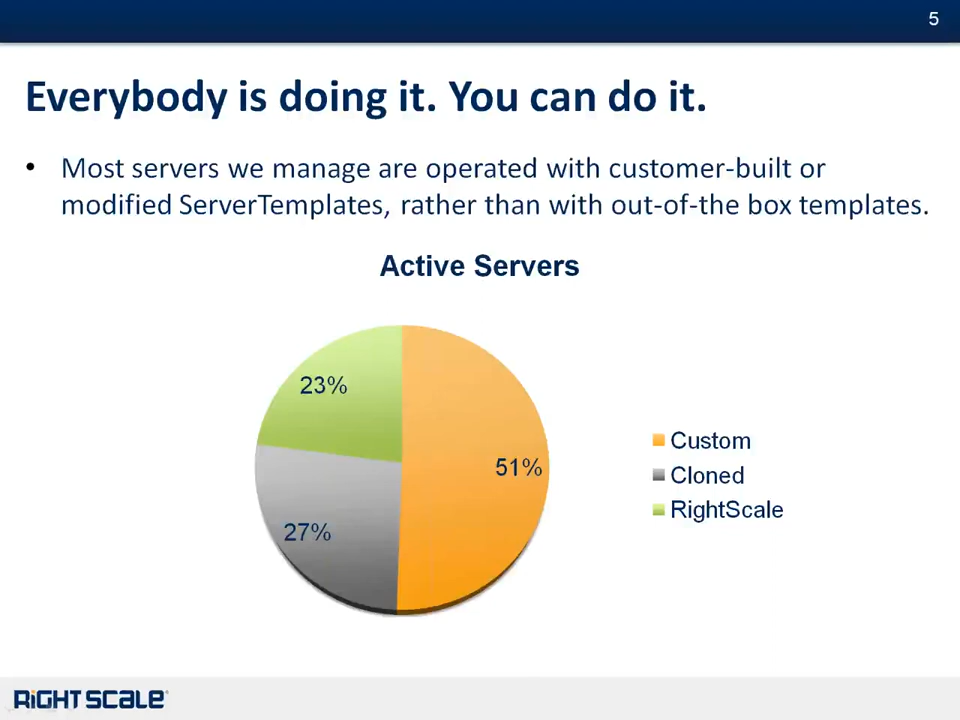 5
Everybody is doing it. You can do it.
• Most servers we manage are operated with customer-built or
modified ServerTemplates, rather than with out-of-the box templates.
Active Servers
23%
51%
27%
Custom
Cloned
RightScale
RIGHTSCALE